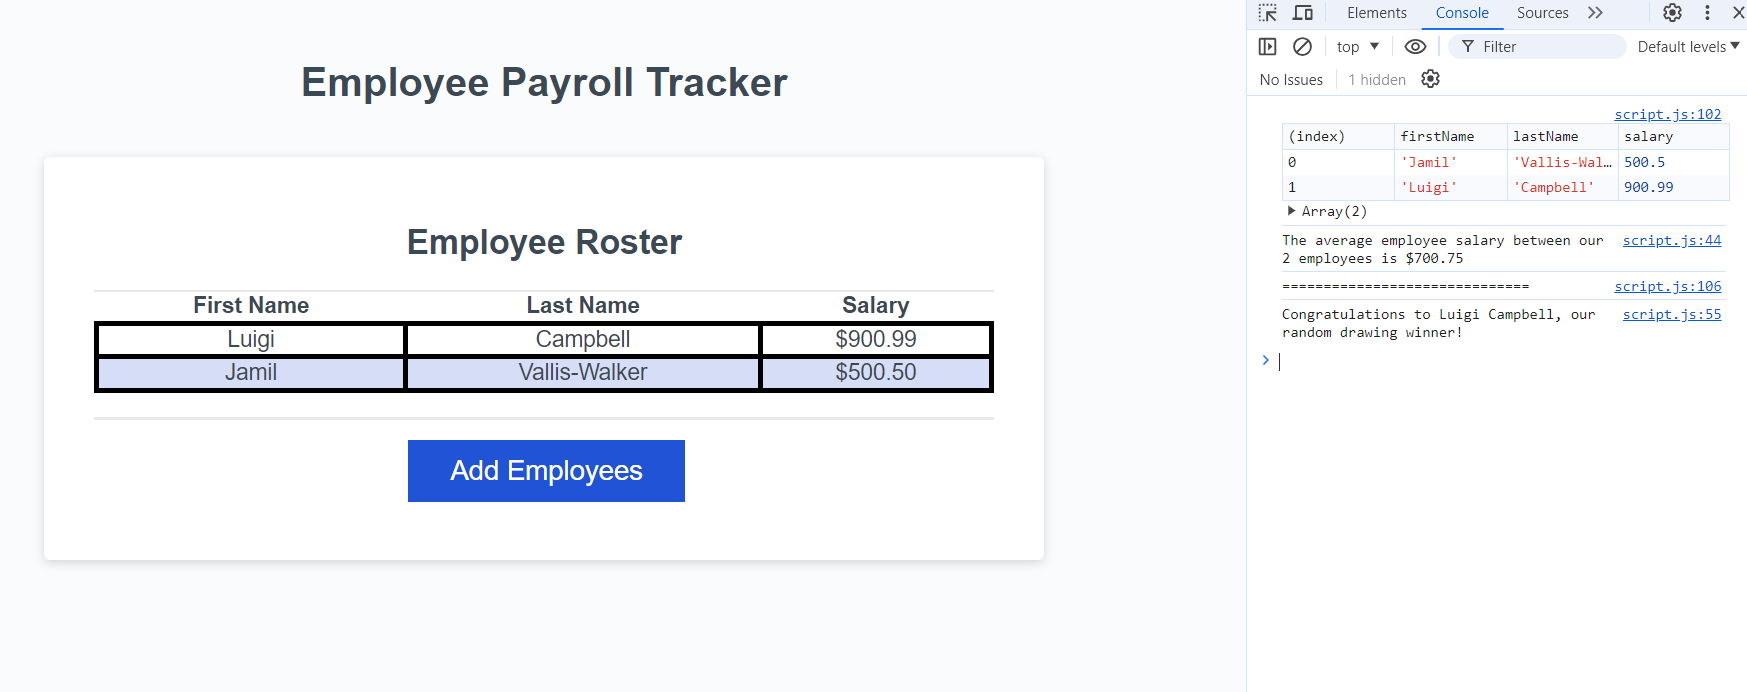 Employee Payroll Tracker
Employee Roster
First Name Last Name Salary
Luigi Campbell $900.99
Jamil Vallis-Walker $500.50
Add Employees
Elements Console Sources
top Filter Default levels
No Issues 1 hidden
script.js:102
(index) firstName lastName salary
0 'Jamil' 'Vallis-Wal… 500.5
1 'Luigi' 'Campbell' 900.99
Array(2)
The average employee salary between our script.js:44
2 employees is $700.75
============================== script.js:106
Congratulations to Luigi Campbell, our script.js:55
random drawing winner!